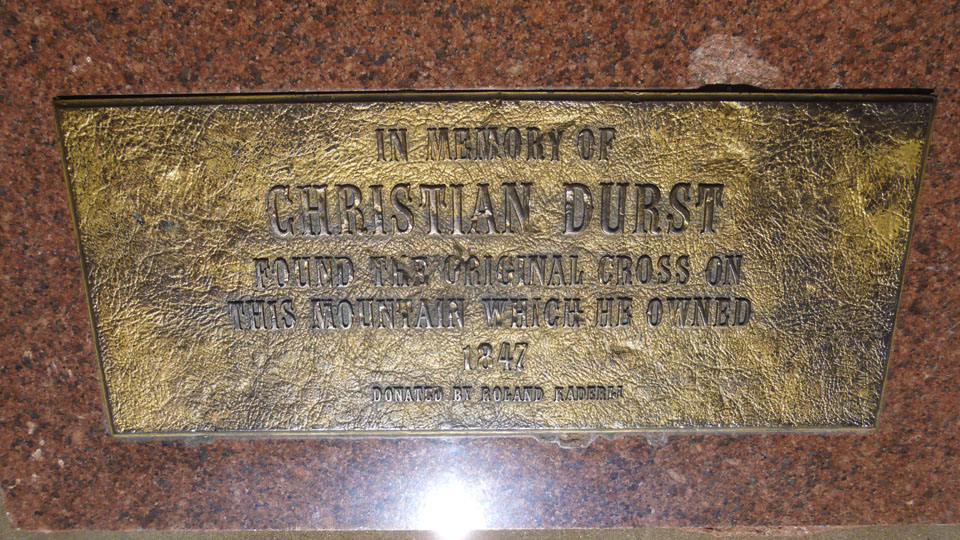 IN MEMORY OF
CHRISTIAN DURST
FOUND THE ORIGINAL CROSS ON
THIS MOUNTAIN WHICH HE OWNED
1847
DONATED BY ROLAND KADERLI